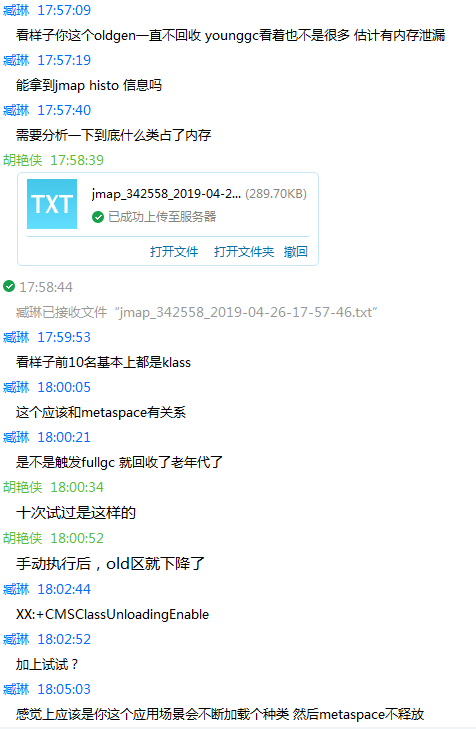 臧琳 17:57:09
看样子你这个oldgen一直不回收 younggc看着也不是很多 估计有内存泄漏
臧琳 17:57:19
能拿到jmap histo 信息吗
臧琳 17:57:40
需要分析一下到底什么类占了内存
胡艳侠 17:58:39
TXT
jmap_342558_2019-04-2... (289.70KB)
已成功上传至服务器
打开文件 打开文件夹 撤回
17:58:44
臧琳已接收文件“jmap_342558_2019-04-26-17-57-46.txt”
臧琳 17:59:53
看样子前10名基本上都是klass
臧琳 18:00:05
这个应该和metaspace有关系
臧琳 18:00:21
是不是触发fullgc 就回收了老年代了
胡艳侠 18:00:34
十次试过是这样的
胡艳侠 18:00:52
手动执行后，old区就下降了
臧琳 18:02:44
XX:+CMSClassUnloadingEnable
臧琳 18:02:52
加上试试？
臧琳 18:05:03
感觉上应该是你这个应用场景会不断加载个种类 然后metaspace不释放